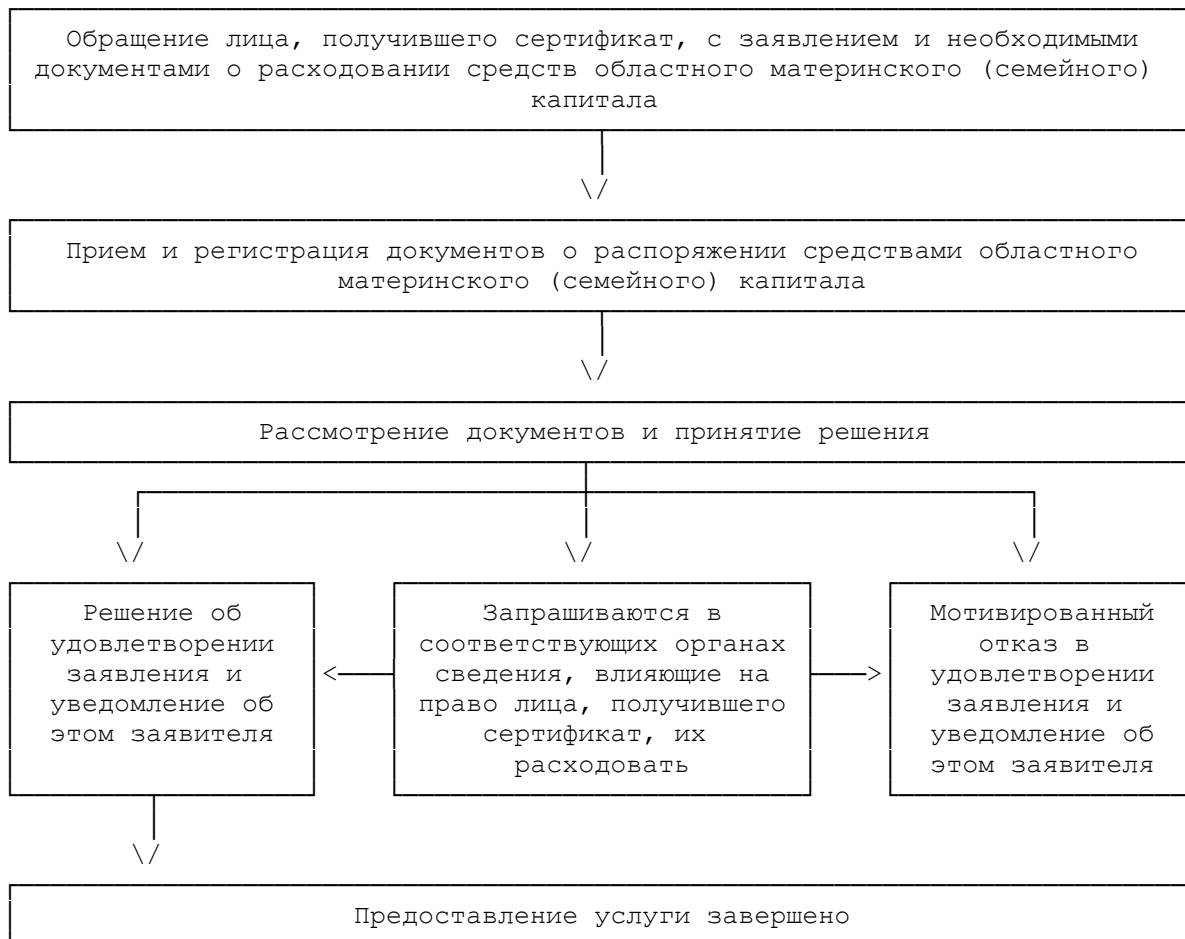 Обращение лица, получившего сертификат, с заявлением и необходимыми
документами о расходовании средств областного материнского (семейного)
капитала
Прием и регистрация документов о распоряжении средствами областного
материнского (семейного) капитала
Рассмотрение документов и принятие решения
Решение об
удовлетворении
заявления и
уведомление об
этом заявителя
Запрашиваются в
соответствующих органах
сведения, влияющие на
право лица, получившего
сертификат, их
расходовать
Мотивированный
отказ в
удовлетворении
заявления и
уведомление об
этом заявителя
Предоставление услуги завершено